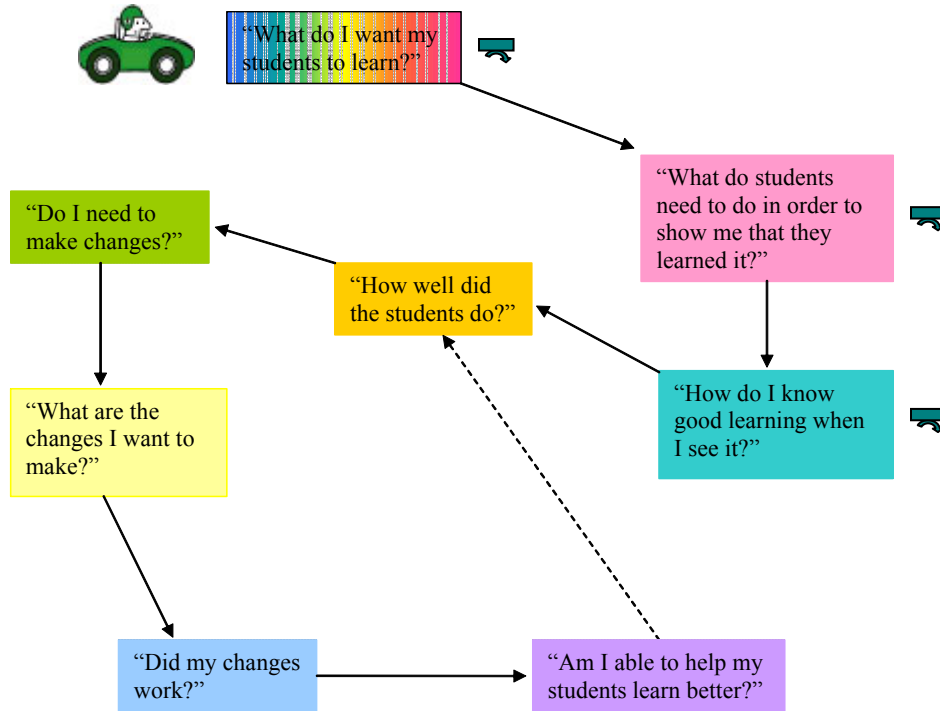 “What do I want my
students to learn?”
“What do students
need to do in order to
show me that they
learned it?”
“How do I know
good learning when
I see it?”
“How well did
the students do?”
“Do I need to
make changes?”
“What are the
changes I want to
make?”
“Did my changes
work?”
“Am I able to help my
students learn better?”